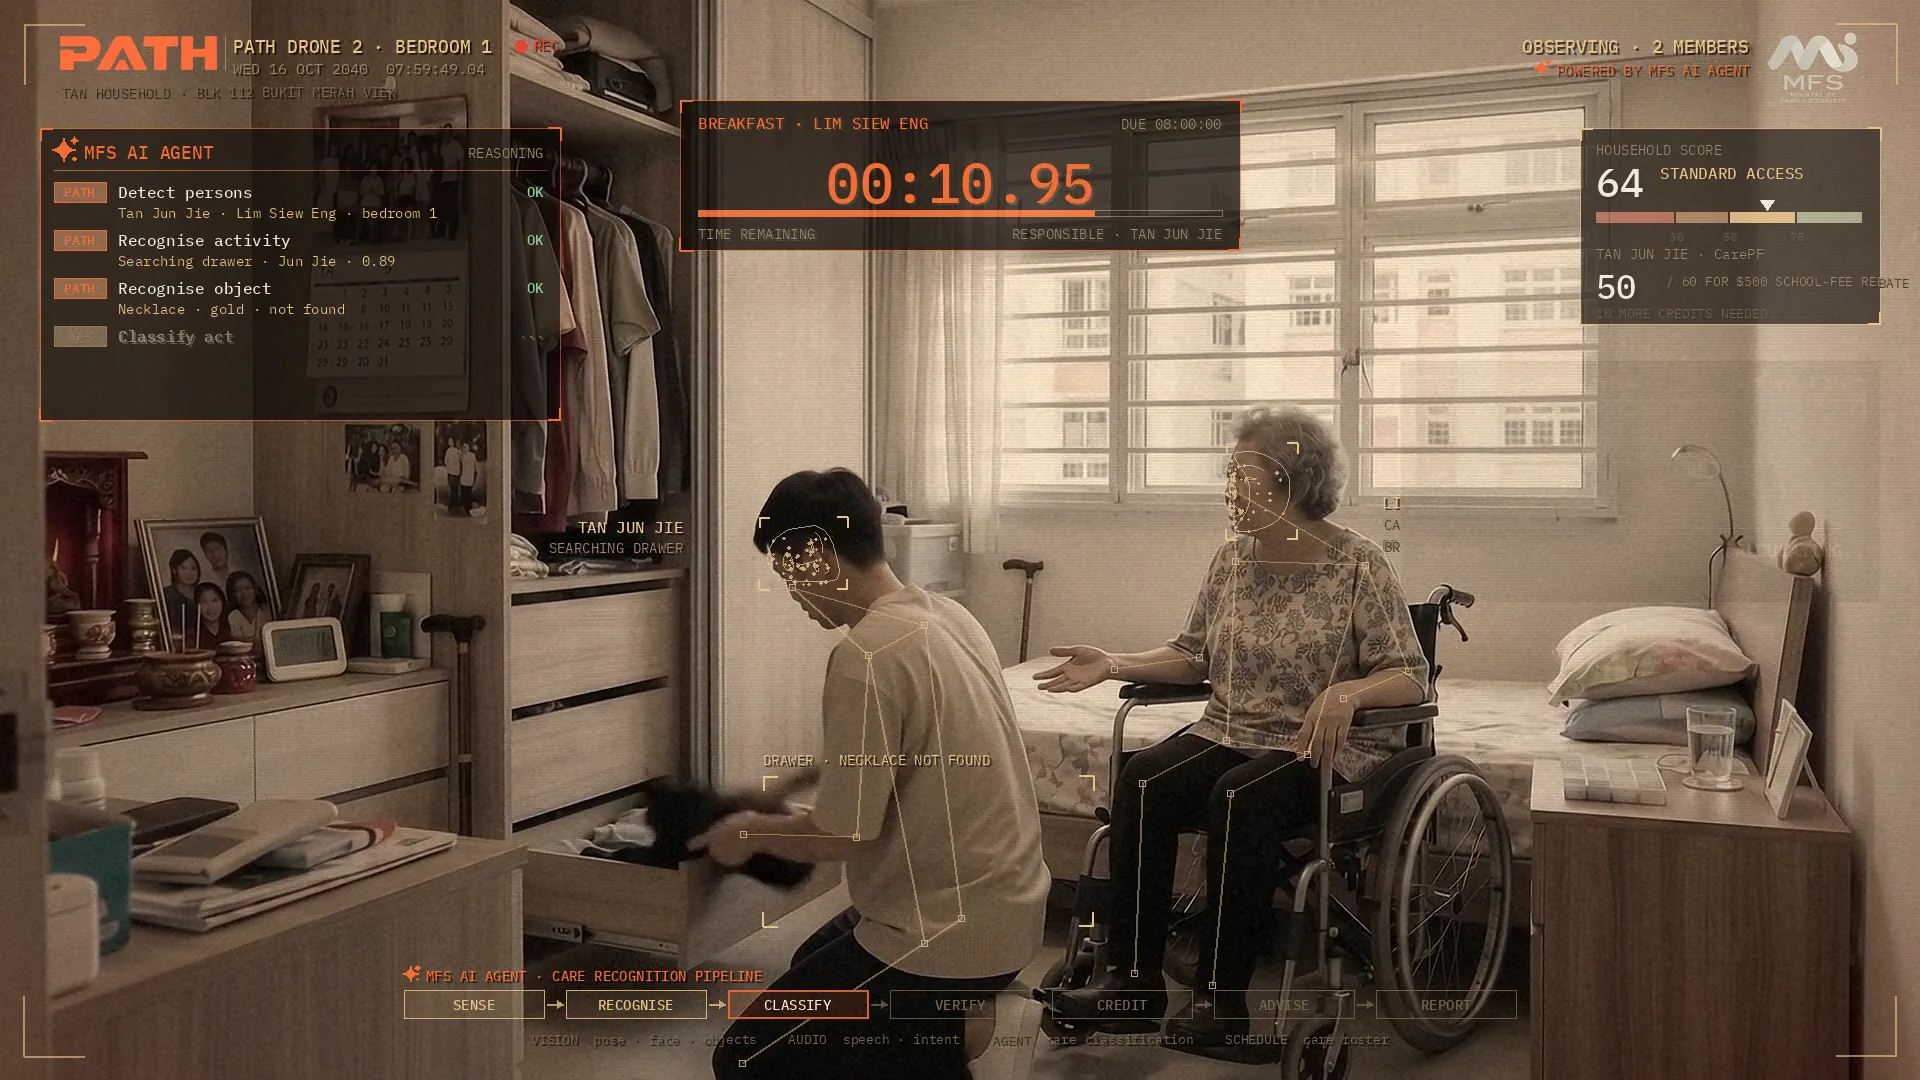 PATH
PATH DRONE 2 · BEDROOM 1
REC
WED 16 OCT 2040 07:59:49.04
TAN HOUSEHOLD · BLK 112 BUKIT MERAH VIEW
OBSERVING · 2 MEMBERS
POWERED BY MFS AI AGENT
MFS
MFS AI AGENT
REASONING
PATH
Detect persons
OK
Tan Jun Jie · Lim Siew Eng · bedroom 1
PATH
Recognise activity
OK
Searching drawer · Jun Jie · 0.89
PATH
Recognise object
OK
Necklace · gold · not found
MFS
Classify act
...
BREAKFAST · LIM SIEW ENG
DUE 08:00:00
00:10.95
TIME REMAINING
RESPONSIBLE · TAN JUN JIE
HOUSEHOLD SCORE
64
STANDARD ACCESS
30 50 75
TAN JUN JIE · CarePF
50
/ 60 FOR $500 SCHOOL-FEE REBATE
10 MORE CREDITS NEEDED
TAN JUN JIE
SEARCHING DRAWER
LI
CA
BR
DRAWER · NECKLACE NOT FOUND
MFS AI AGENT · CARE RECOGNITION PIPELINE
SENSE
RECOGNISE
CLASSIFY
VERIFY
CREDIT
ADVISE
REPORT
VISION pose · face · objects
AUDIO speech · intent
AGENT care classification
SCHEDULE care roster